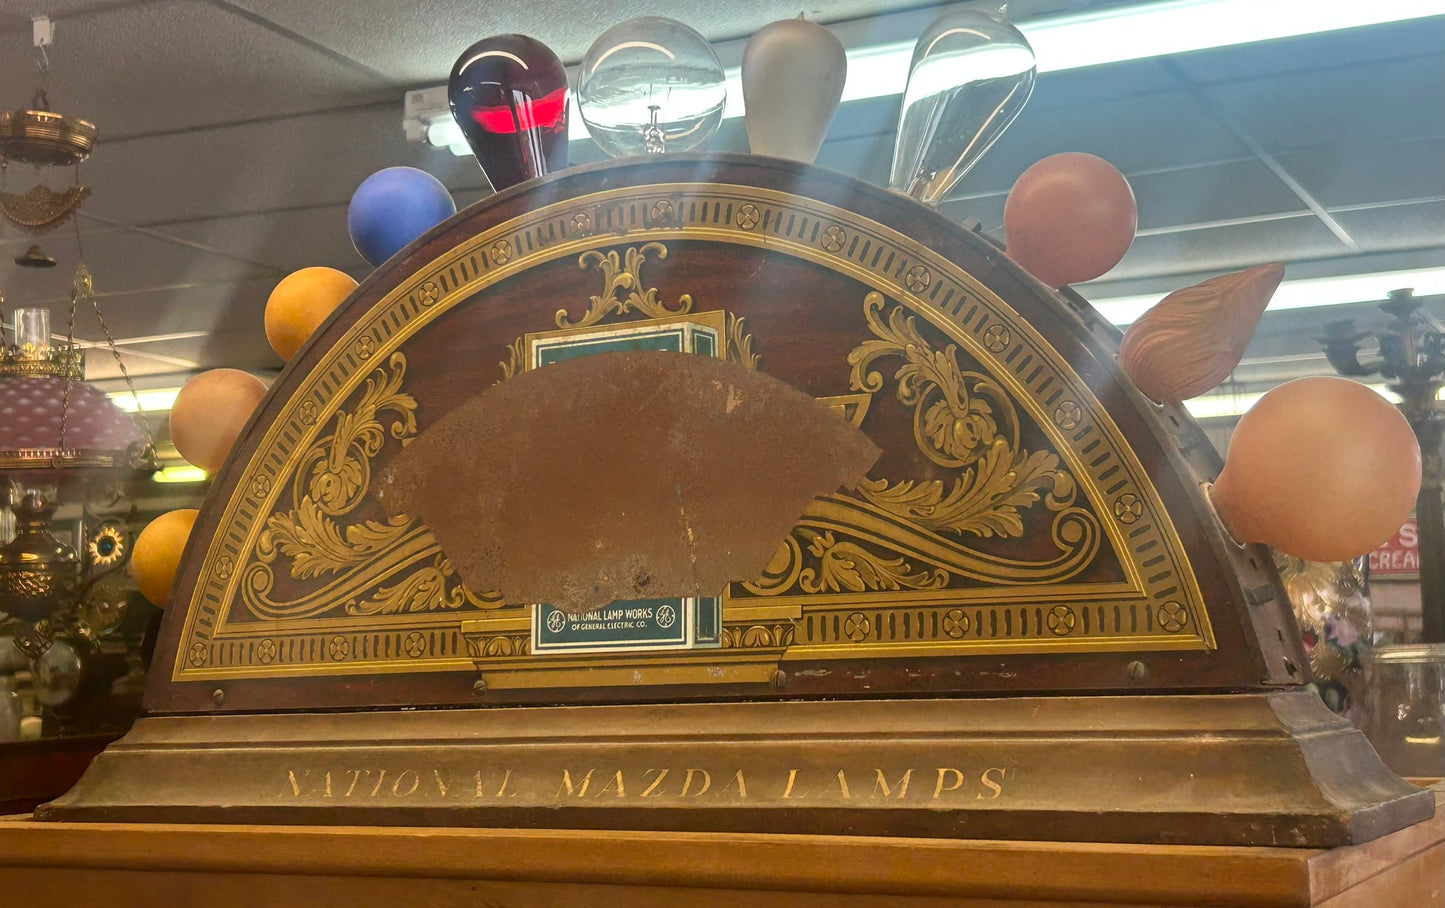 NATIONAL LAMP WORKS
OF GENERAL ELECTRIC CO.
NATIONAL MAZDA LAMPS